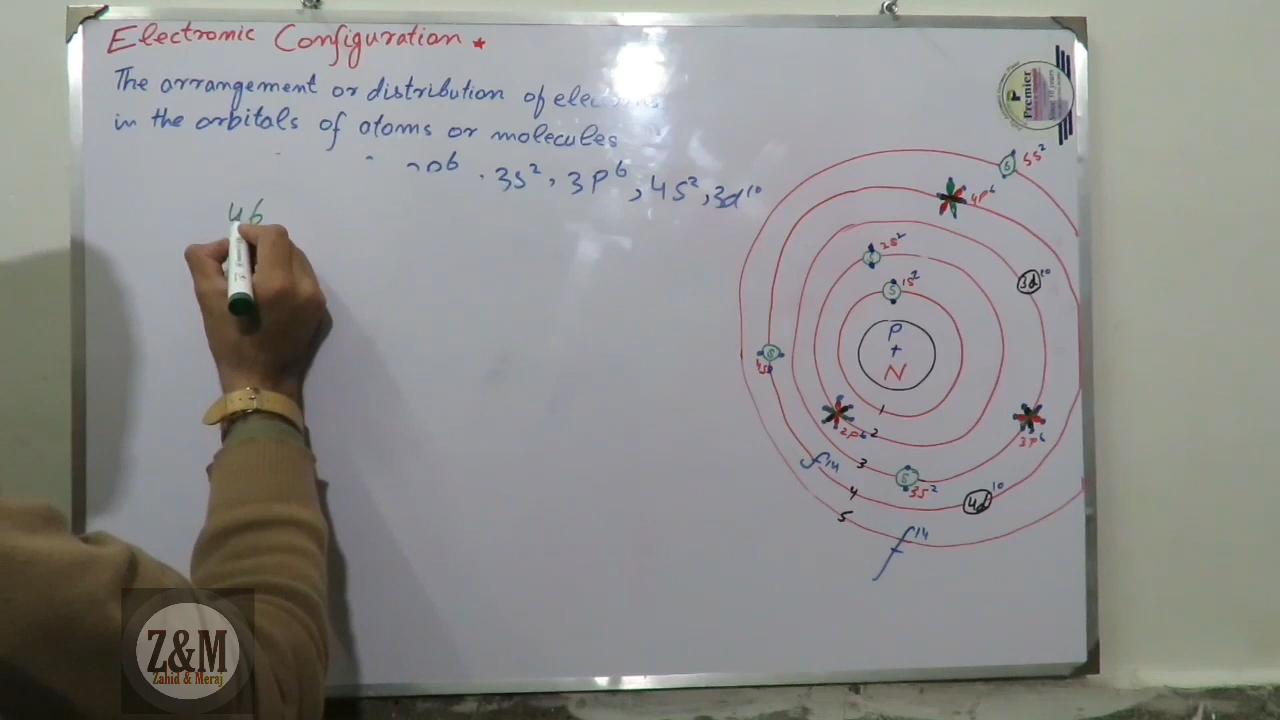 Electronic Configuration
The arrangement or distribution of
in the orbitals of atoms or molecules
3s², 3p⁶, 4s², 3d¹⁰
46
P Premier
5s²
4p⁶
2s²
S
3d¹⁰
S 1s²
P
+
N
S
1
2p⁶ 2
3p⁶
f¹⁴ 3
S 3s²
4
4d¹⁰
5
f¹⁴
Z&M
Zahid & Meraj